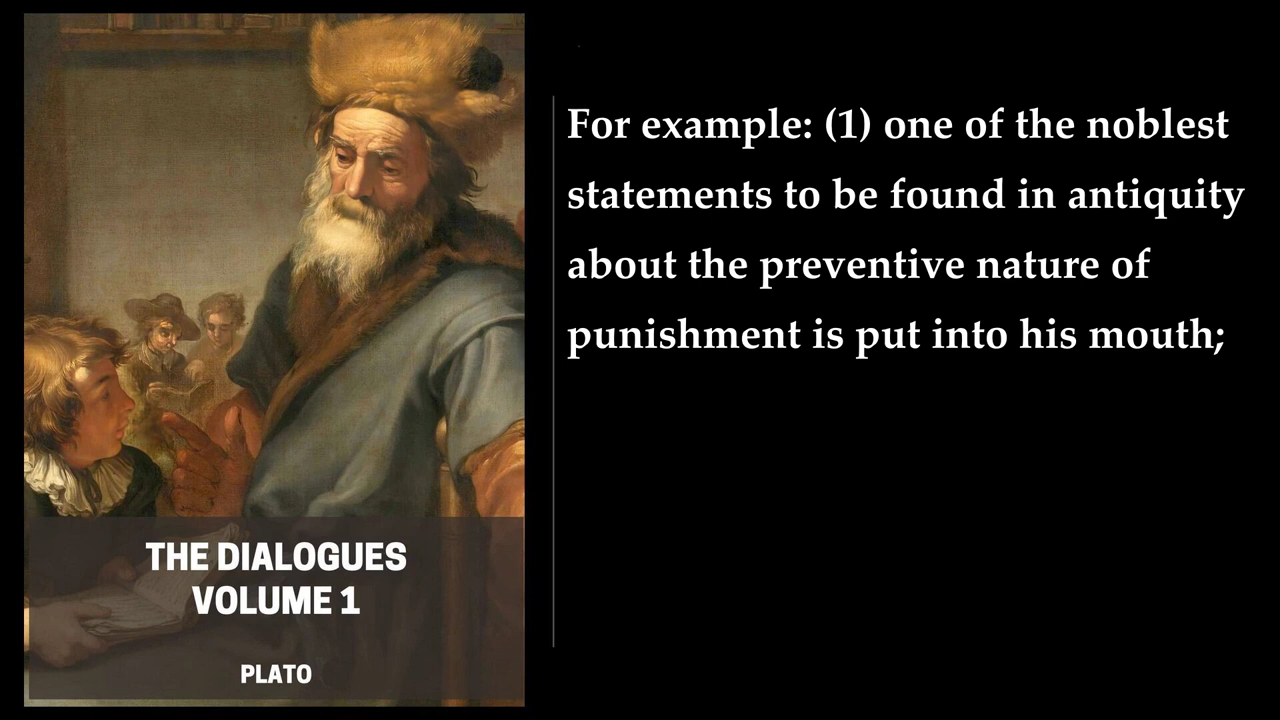 For example: (1) one of the noblest
statements to be found in antiquity
about the preventive nature of
punishment is put into his mouth;
THE DIALOGUES
VOLUME 1
PLATO